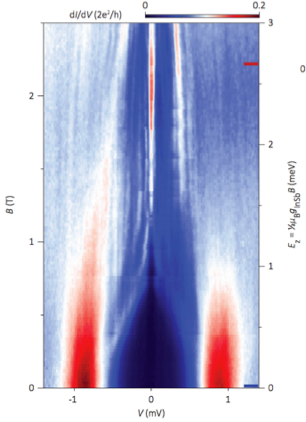 dI/dV (2e²/h)
0 0.2
3
2
1
0
2
1
0
B (T)
E_z = ½μ_B g_InSb B (meV)
0
-1 0 1
V (mV)